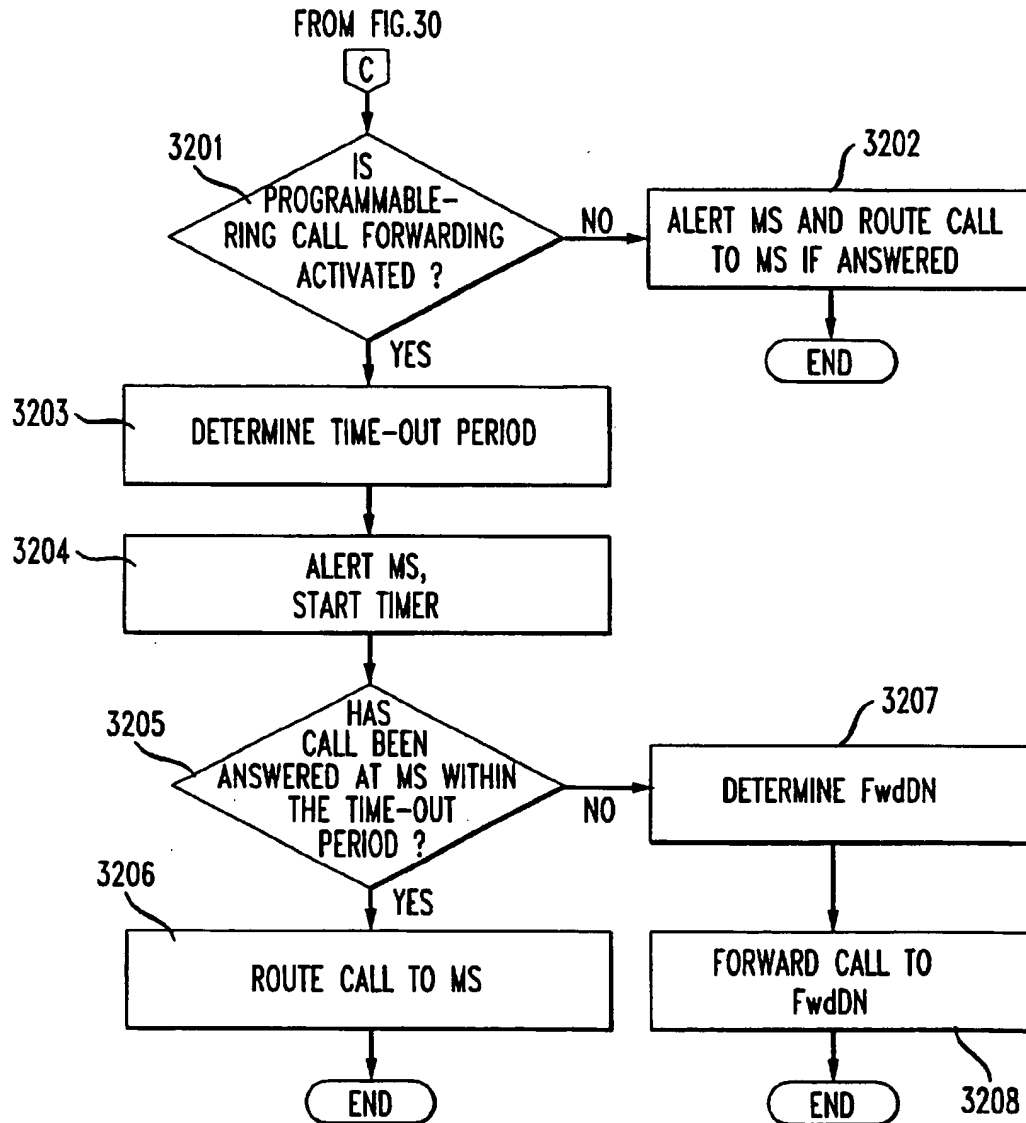 FROM FIG.30
C
3201
IS
PROGRAMMABLE-
RING CALL FORWARDING
ACTIVATED ?
NO
3202
ALERT MS AND ROUTE CALL
TO MS IF ANSWERED
END
YES
3203
DETERMINE TIME-OUT PERIOD
3204
ALERT MS,
START TIMER
3205
HAS
CALL BEEN
ANSWERED AT MS WITHIN
THE TIME-OUT
PERIOD ?
NO
3207
DETERMINE FwdDN
YES
3206
ROUTE CALL TO MS
END
FORWARD CALL TO
FwdDN
3208
END